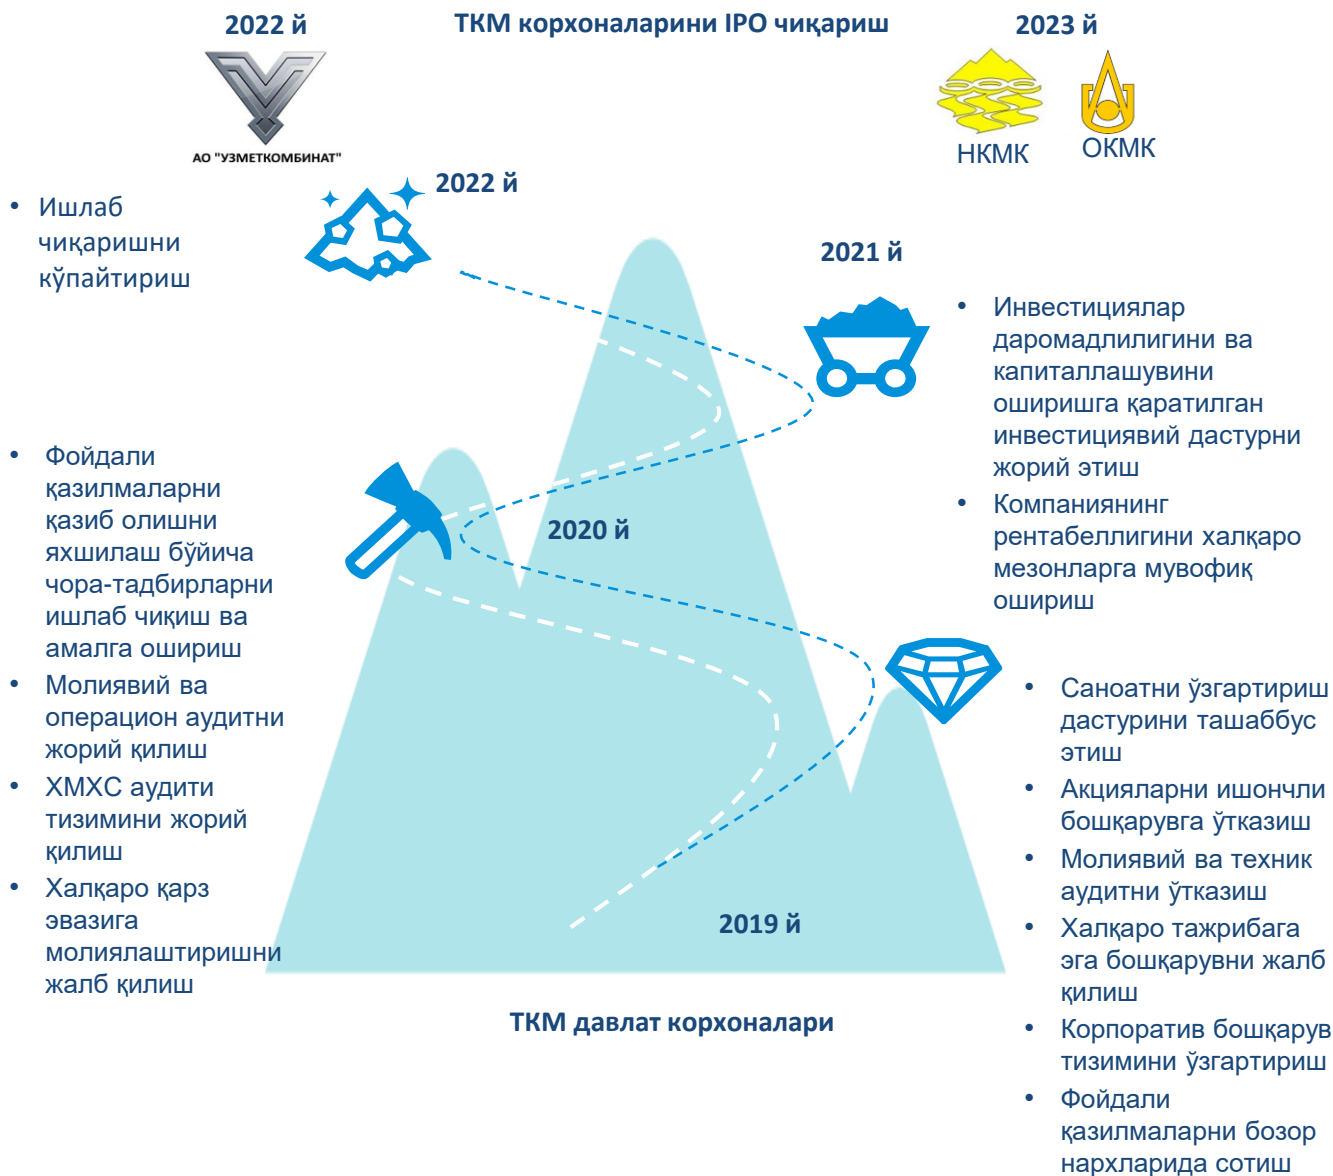 2022 й
ТКМ корхоналарини IPO чиқариш
2023 й
АО "УЗМЕТКОМБИНАТ"
НКМК
ОКМК
2022 й
• Ишлаб
чиқаришни
кўпайтириш
2021 й
• Инвестициялар
даромадлилигини ва
капиталлашувини
оширишга қаратилган
инвестициявий дастурни
жорий этиш
• Компаниянинг
рентабеллигини халқаро
мезонларга мувофиқ
ошириш
• Фойдали
қазилмаларни
қазиб олишни
яхшилаш бўйича
чора-тадбирларни
ишлаб чиқиш ва
амалга ошириш
• Молиявий ва
операцион аудитни
жорий қилиш
• ХМХС аудити
тизимини жорий
қилиш
• Халқаро қарз
эвазига
молиялаштиришни
жалб қилиш
2020 й
• Саноатни ўзгартириш
дастурини ташаббус
этиш
• Акцияларни ишончли
бошқарувга ўтказиш
• Молиявий ва техник
аудитни ўтказиш
• Халқаро тажрибага
эга бошқарувни жалб
қилиш
• Корпоратив бошқарув
тизимини ўзгартириш
• Фойдали
қазилмаларни бозор
нархларида сотиш
2019 й
ТКМ давлат корхоналари